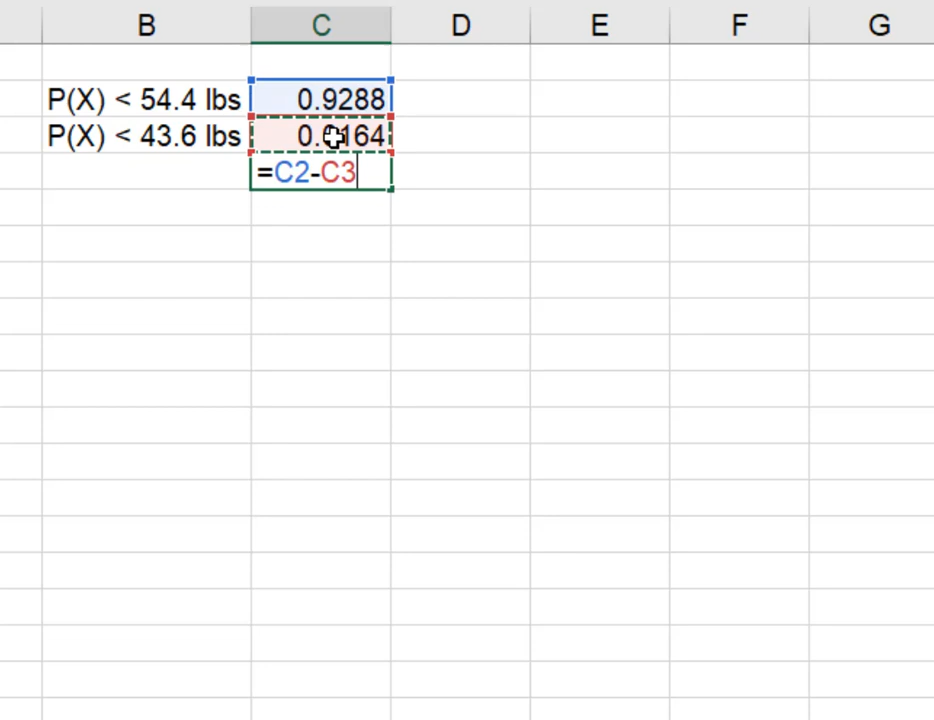 B C D E F G
P(X) < 54.4 lbs 0.9288
P(X) < 43.6 lbs
=C2-C3